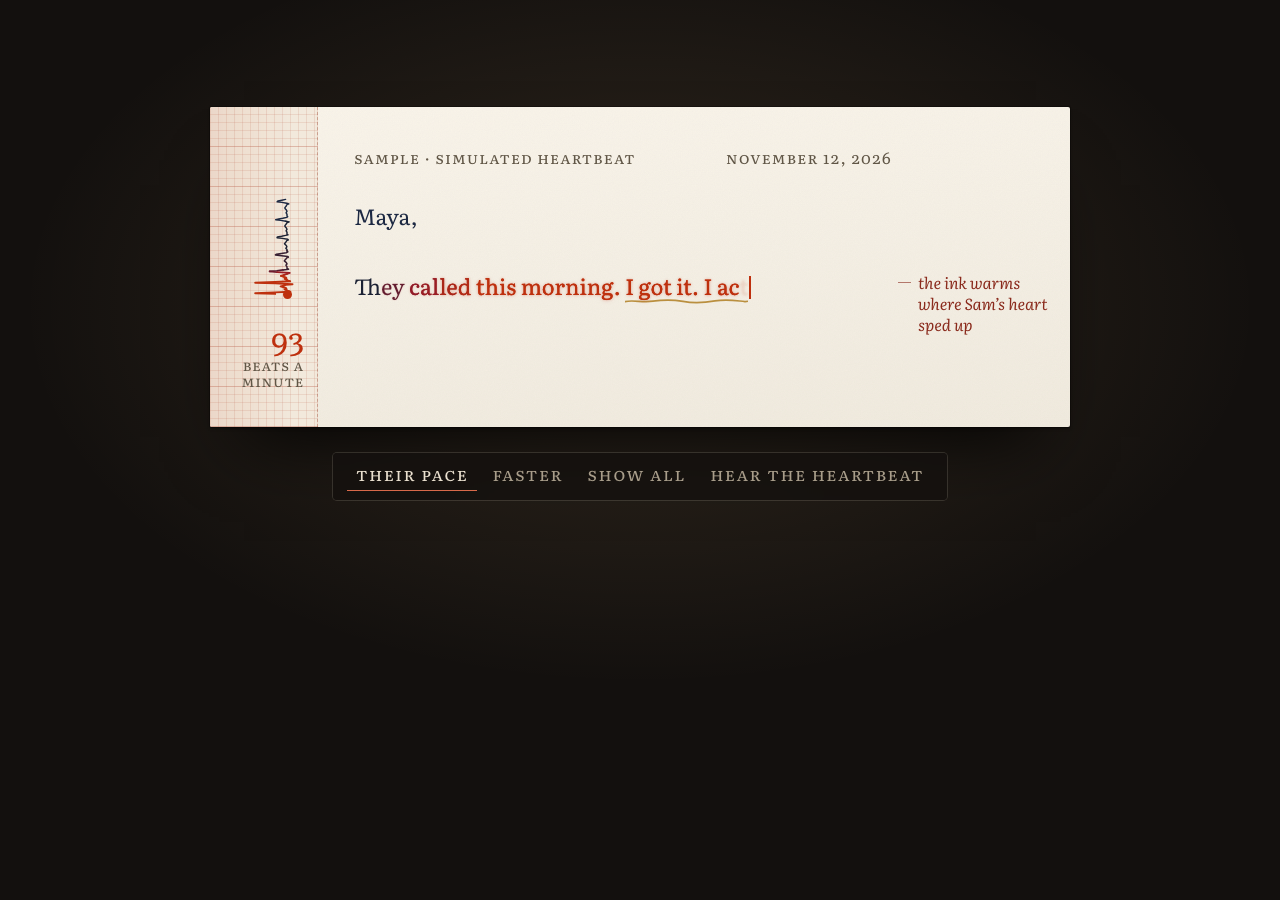 SAMPLE · SIMULATED HEARTBEAT
NOVEMBER 12, 2026
Maya,
They called this morning. I got it. I ac
— the ink warms
where Sam's heart
sped up
93
BEATS A
MINUTE
THEIR PACE
FASTER
SHOW ALL
HEAR THE HEARTBEAT